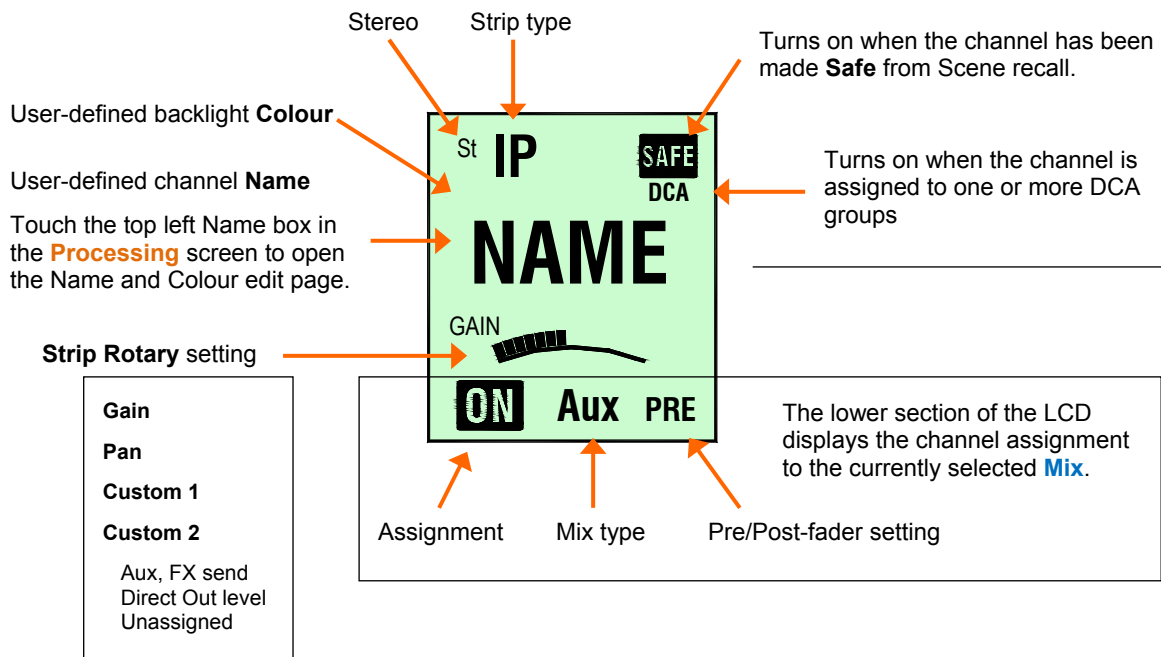 Stereo
Strip type
Turns on when the channel has been
made Safe from Scene recall.
User-defined backlight Colour
User-defined channel Name
Touch the top left Name box in
the Processing screen to open
the Name and Colour edit page.
St IP
SAFE
DCA
NAME
Turns on when the channel is
assigned to one or more DCA
groups
GAIN
Strip Rotary setting
ON Aux PRE
Gain
Pan
Custom 1
Custom 2
Aux, FX send
Direct Out level
Unassigned
The lower section of the LCD
displays the channel assignment
to the currently selected Mix.
Assignment
Mix type
Pre/Post-fader setting